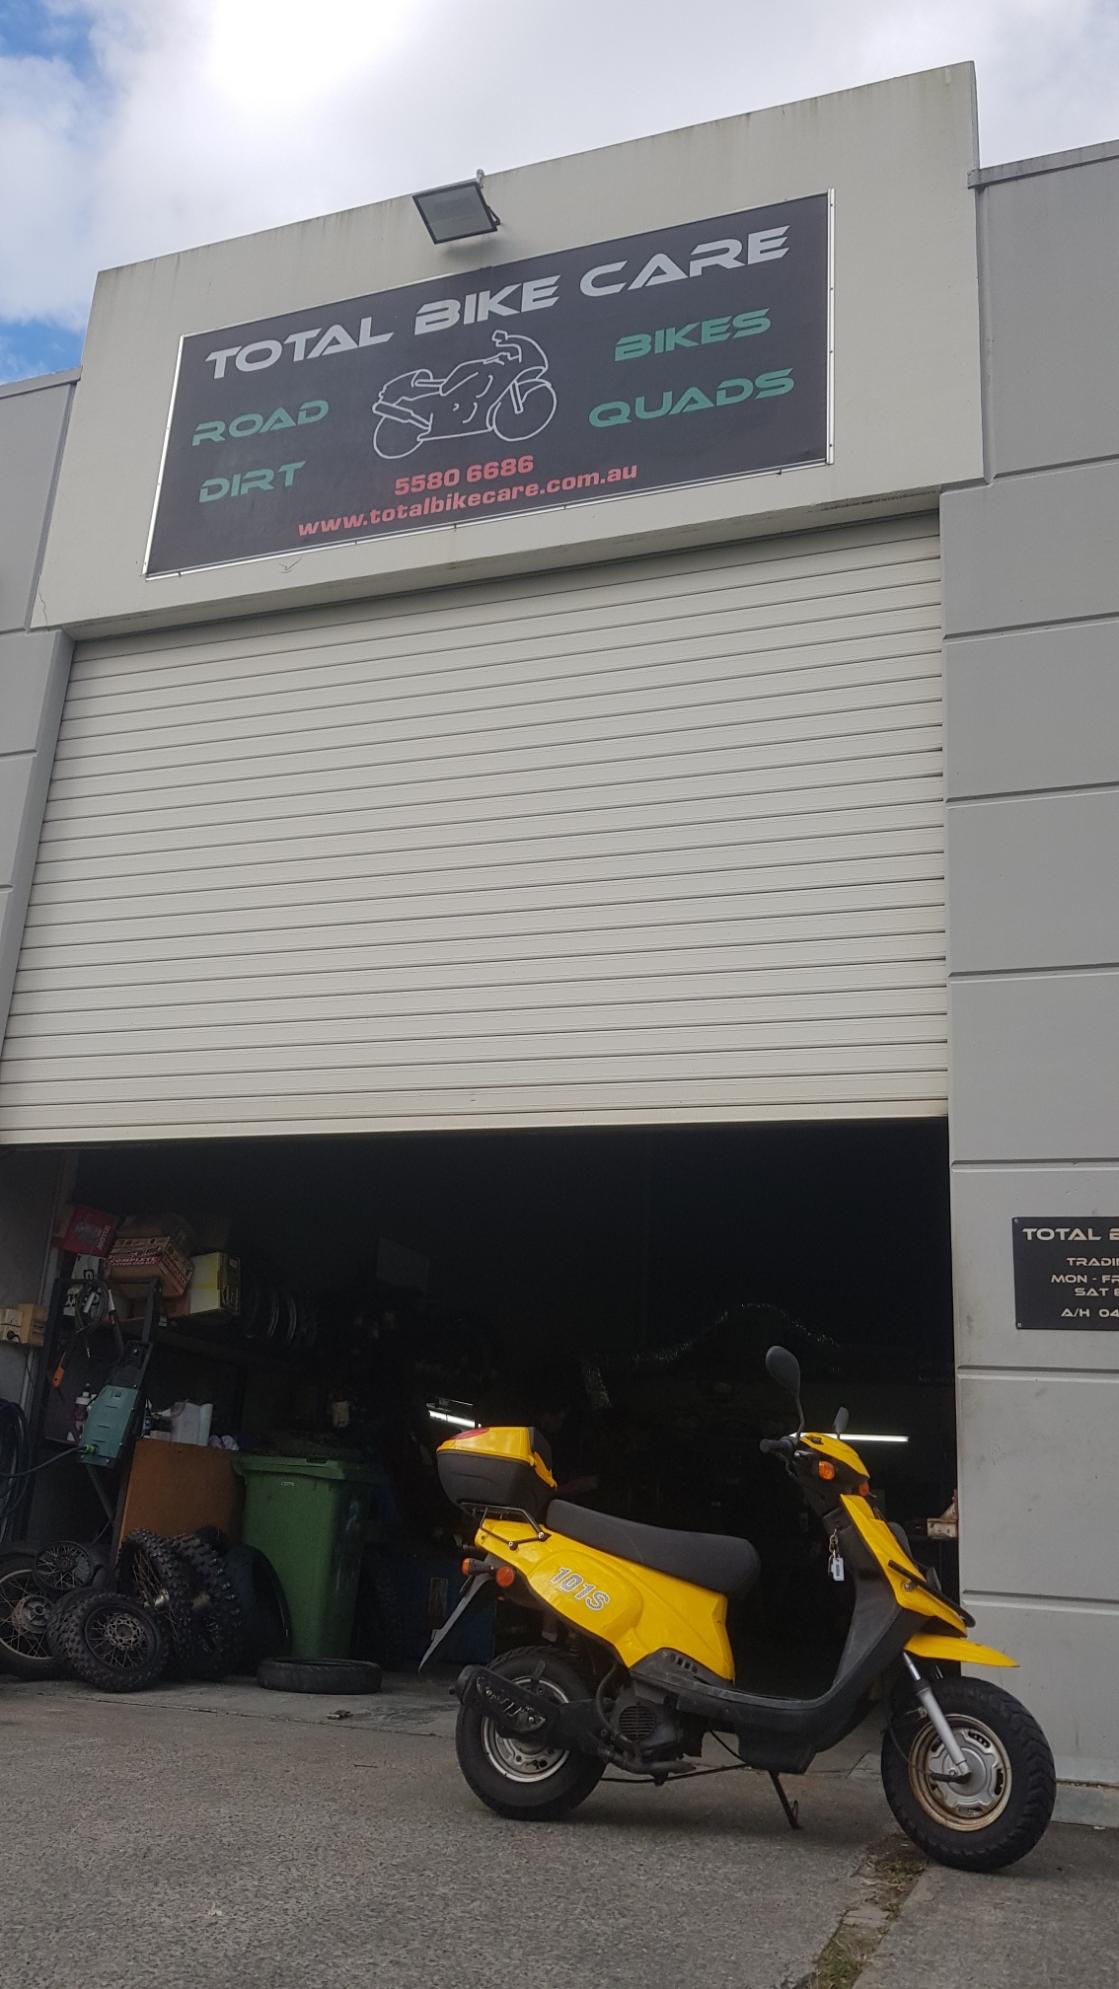 TOTAL BIKE CARE
ROAD
DIRT
BIKES
QUADS
5580 6686
www.totalbikecare.com.au
COMPLETE
TOTAL
TRADI
MON - FR
SAT
A/H 04
101S